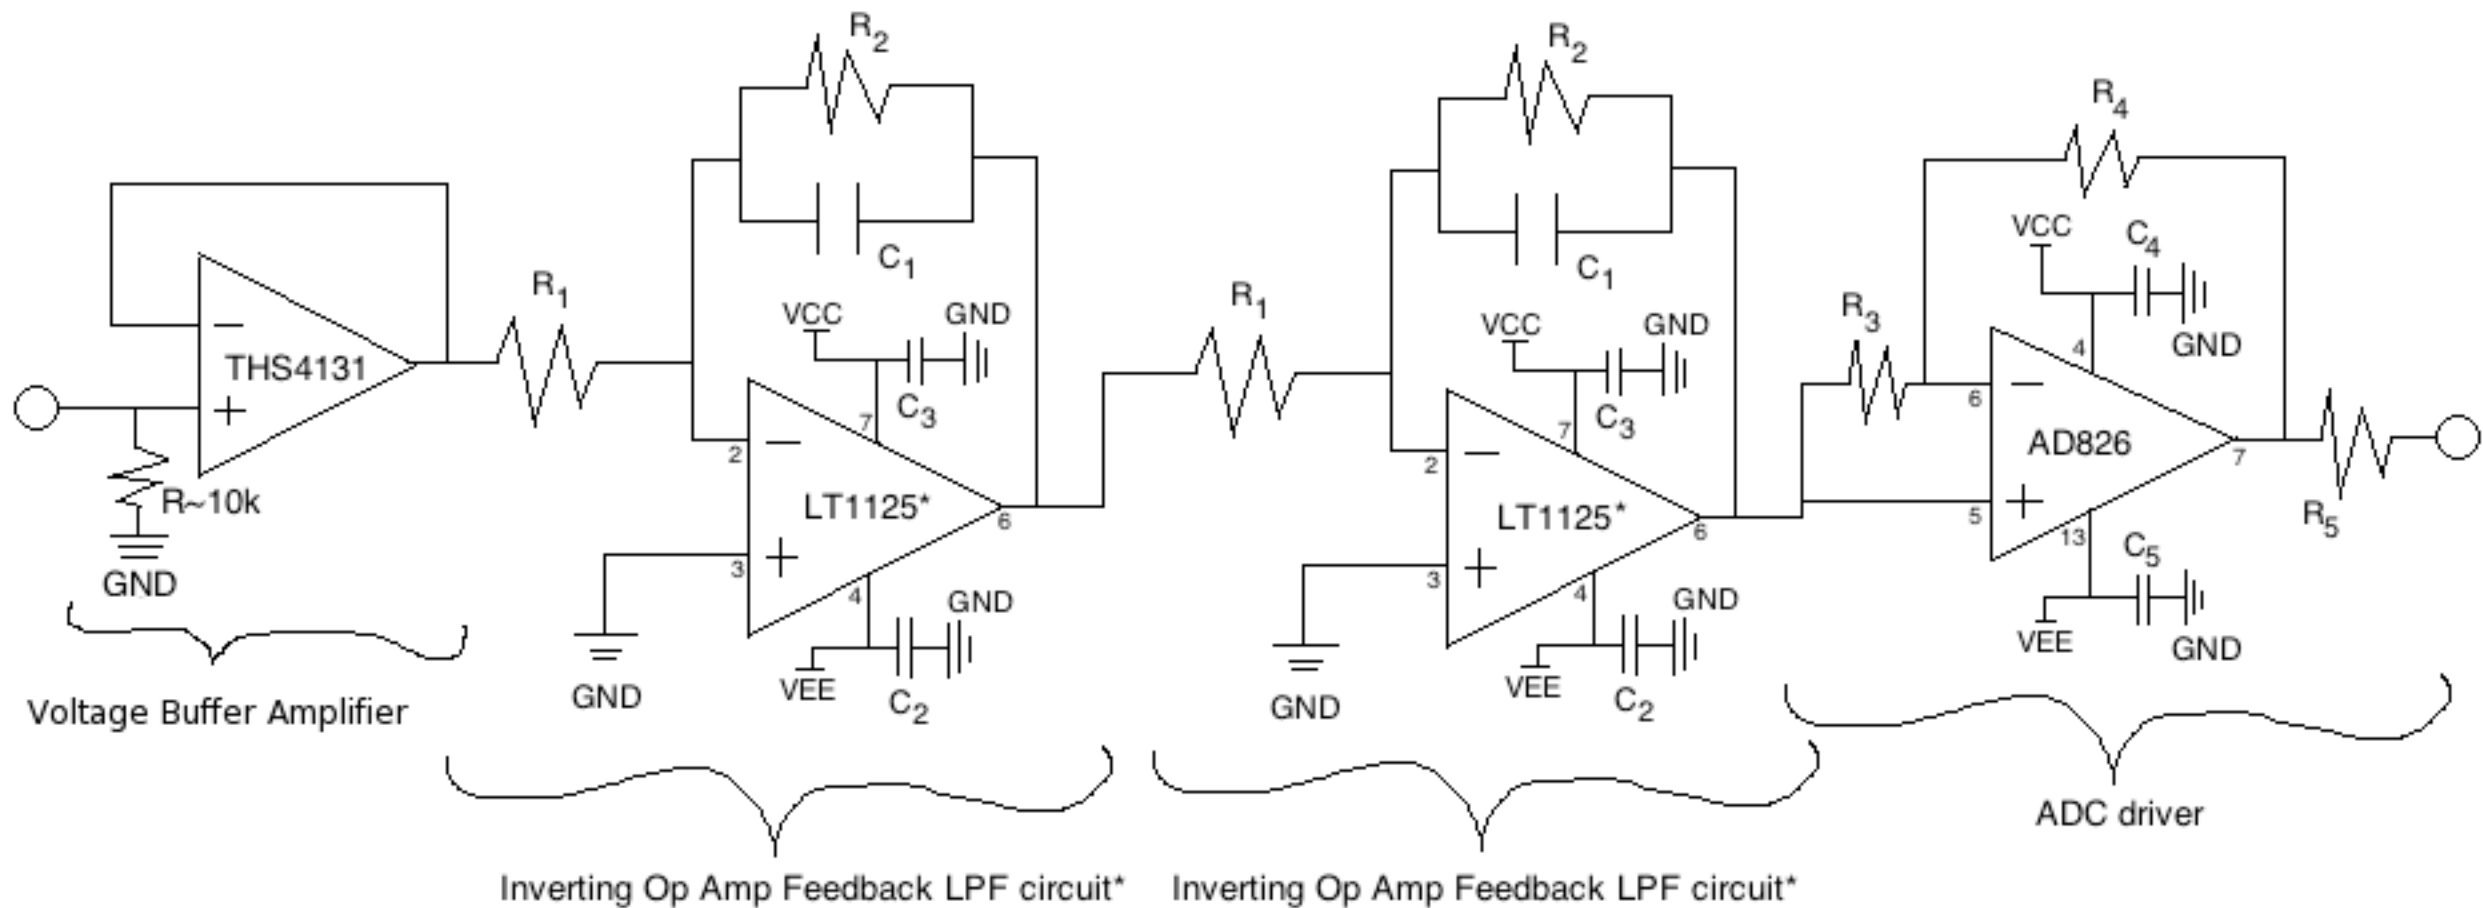 R2
C1
R1
VCC
GND
C3
7
2
LT1125*
6
3
4
GND
VEE
C2
GND
THS4131
R~10k
GND
Voltage Buffer Amplifier
Inverting Op Amp Feedback LPF circuit*
R2
C1
R1
VCC
GND
C3
7
2
LT1125*
6
3
4
GND
VEE
C2
GND
Inverting Op Amp Feedback LPF circuit*
R4
VCC
C4
GND
R3
4
6
AD826
7
5
13
C5
VEE
GND
R5
ADC driver